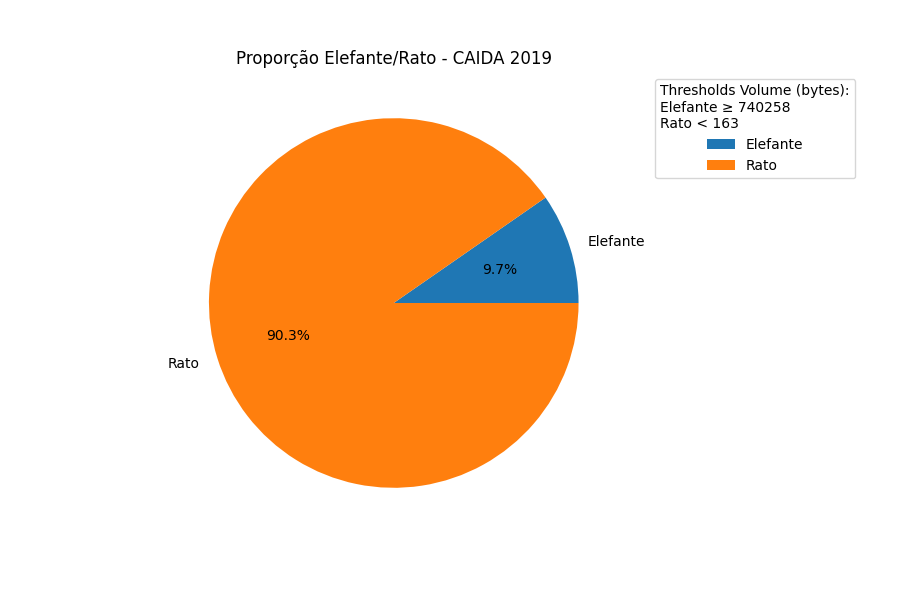 Proporção Elefante/Rato - CAIDA 2019
Thresholds Volume (bytes):
Elefante ≥ 740258
Rato < 163
Elefante
Rato
Elefante
9.7%
90.3%
Rato